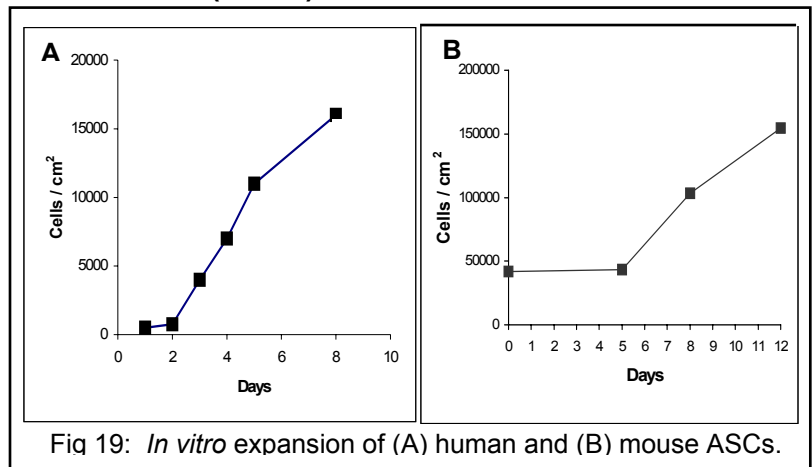 A
20000
15000
10000
5000
0
Cells / cm²
0 2 4 6 8 10
Days
B
200000
150000
100000
50000
0
Cells / cm²
0 1 2 3 4 5 6 7 8 9 10 11 12
Days
Fig 19: In vitro expansion of (A) human and (B) mouse ASCs.